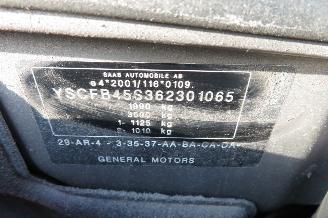 SAAB AUTOMOBILE AB
e4*2001/116*0109.
YSCFB45S362301065
1990 kg
3590 kg
1- 1125 kg
2- 1010 kg
29-AR-4 - 3-35-37-AA-BA-CA-DA-
GENERAL MOTORS